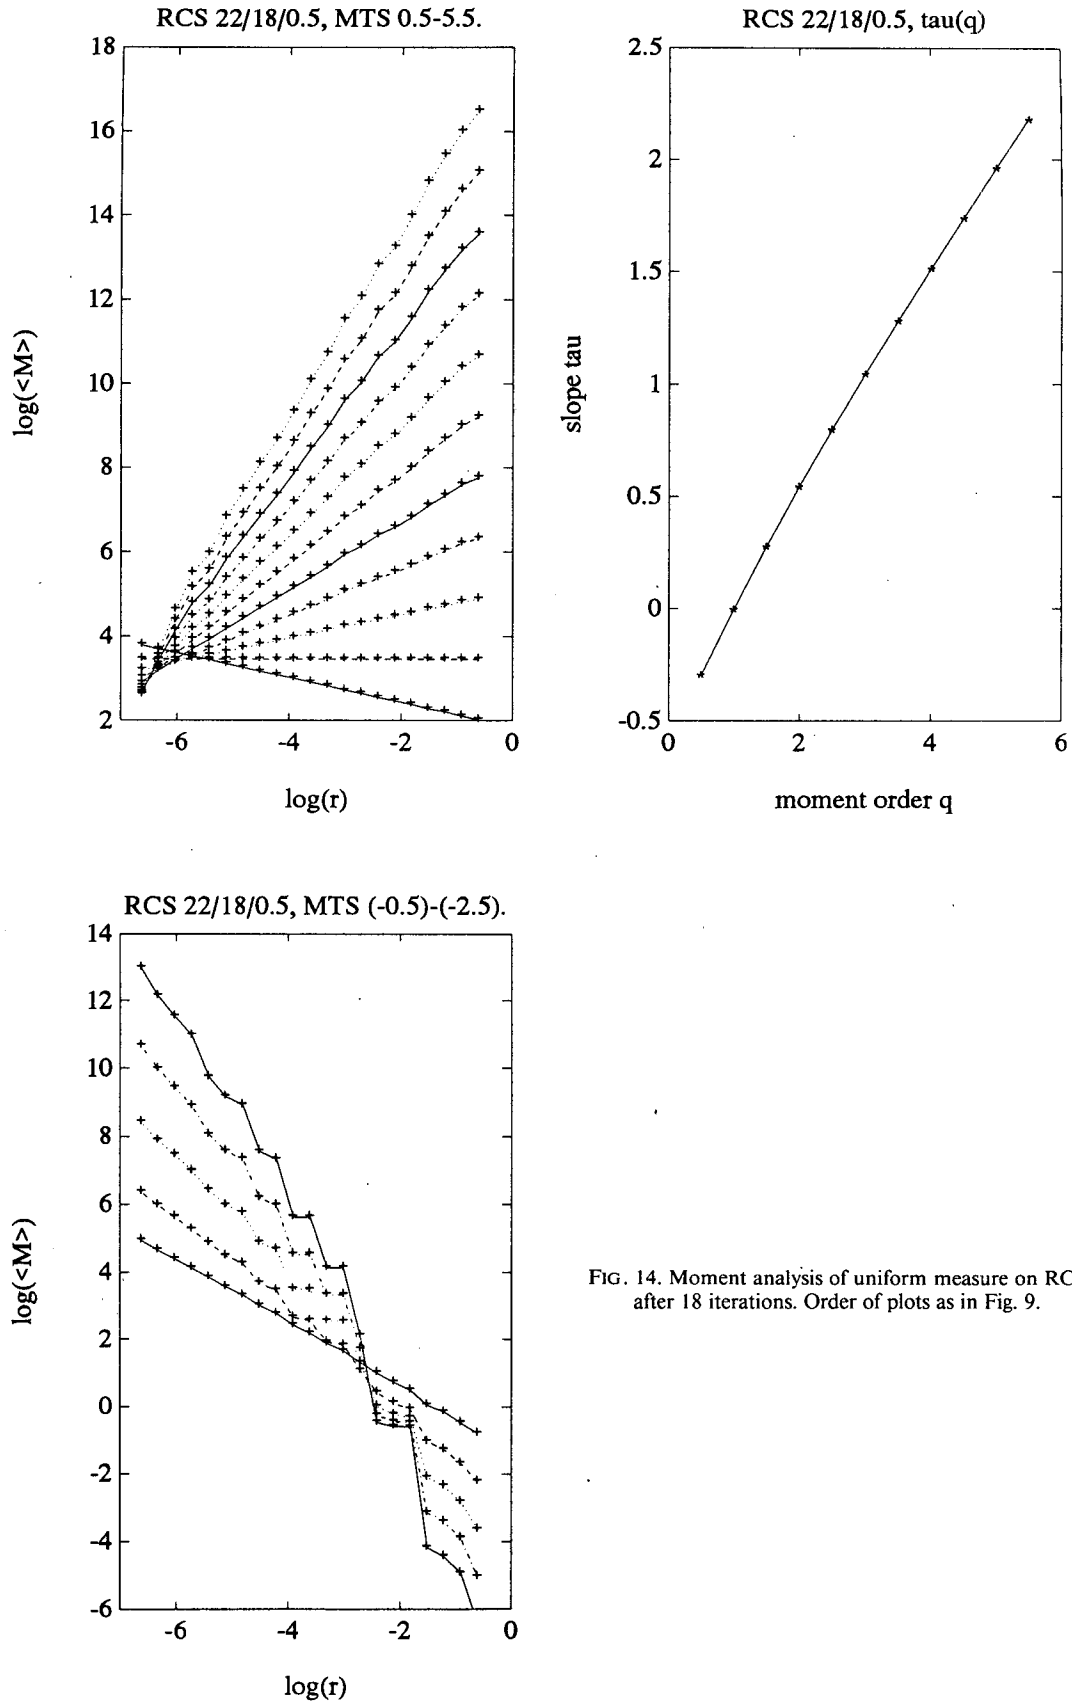 RCS 22/18/0.5, MTS 0.5-5.5.
18
16
14
12
10
8
6
4
2
log(<M>)
-6 -4 -2 0
log(r)
RCS 22/18/0.5, tau(q)
2.5
2
1.5
1
0.5
0
-0.5
slope tau
0 2 4 6
moment order q
RCS 22/18/0.5, MTS (-0.5)-(-2.5).
14
12
10
8
6
4
2
0
-2
-4
-6
log(<M>)
-6 -4 -2 0
log(r)
FIG. 14. Moment analysis of uniform measure on RC
after 18 iterations. Order of plots as in Fig. 9.